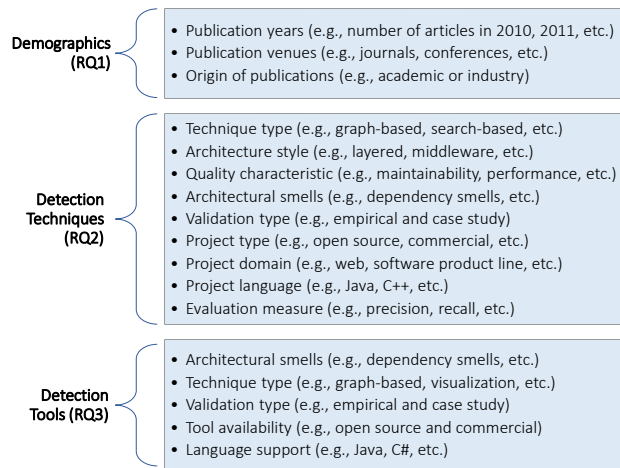 Demographics
(RQ1)
• Publication years (e.g., number of articles in 2010, 2011, etc.)
• Publication venues (e.g., journals, conferences, etc.)
• Origin of publications (e.g., academic or industry)
Detection
Techniques
(RQ2)
• Technique type (e.g., graph-based, search-based, etc.)
• Architecture style (e.g., layered, middleware, etc.)
• Quality characteristic (e.g., maintainability, performance, etc.)
• Architectural smells (e.g., dependency smells, etc.)
• Validation type (e.g., empirical and case study)
• Project type (e.g., open source, commercial, etc.)
• Project domain (e.g., web, software product line, etc.)
• Project language (e.g., Java, C++, etc.)
• Evaluation measure (e.g., precision, recall, etc.)
Detection
Tools (RQ3)
• Architectural smells (e.g., dependency smells, etc.)
• Technique type (e.g., graph-based, visualization, etc.)
• Validation type (e.g., empirical and case study)
• Tool availability (e.g., open source and commercial)
• Language support (e.g., Java, C#, etc.)